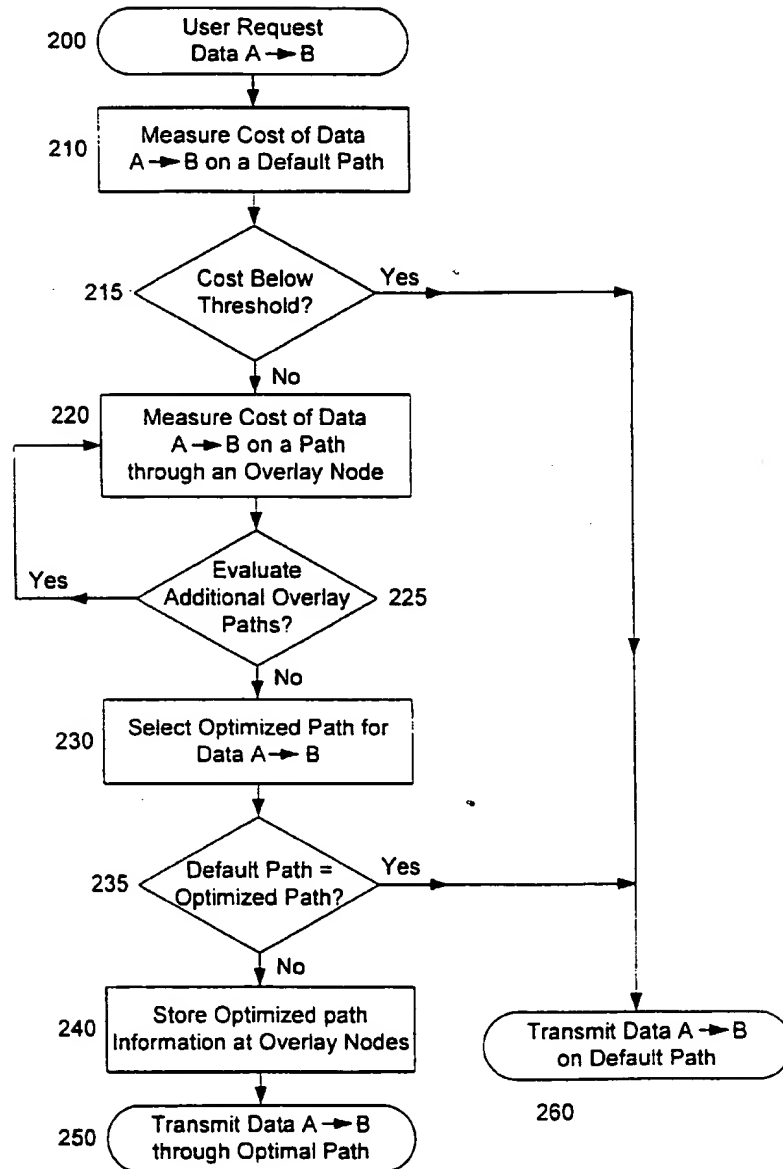 200
User Request
Data A → B
210
Measure Cost of Data
A → B on a Default Path
215
Cost Below
Threshold?
Yes
No
220
Measure Cost of Data
A → B on a Path
through an Overlay Node
Yes
Evaluate
Additional Overlay
Paths?
225
No
230
Select Optimized Path for
Data A → B
235
Default Path =
Optimized Path?
Yes
No
240
Store Optimized path
Information at Overlay Nodes
Transmit Data A → B
on Default Path
260
250
Transmit Data A → B
through Optimal Path